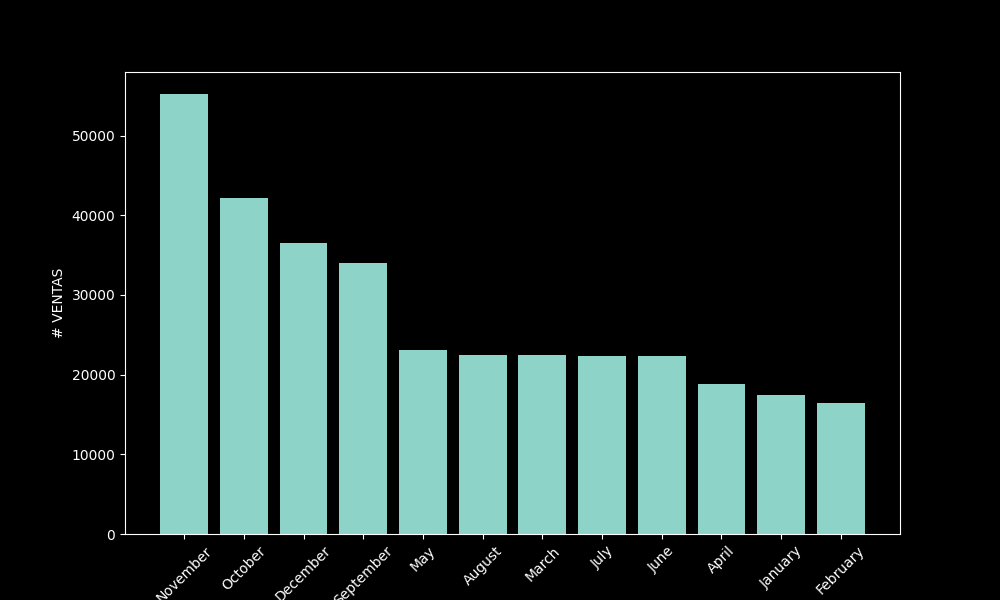 50000
40000
30000
20000
10000
0
# VENTAS
November
October
December
September
May
August
March
July
June
April
January
February